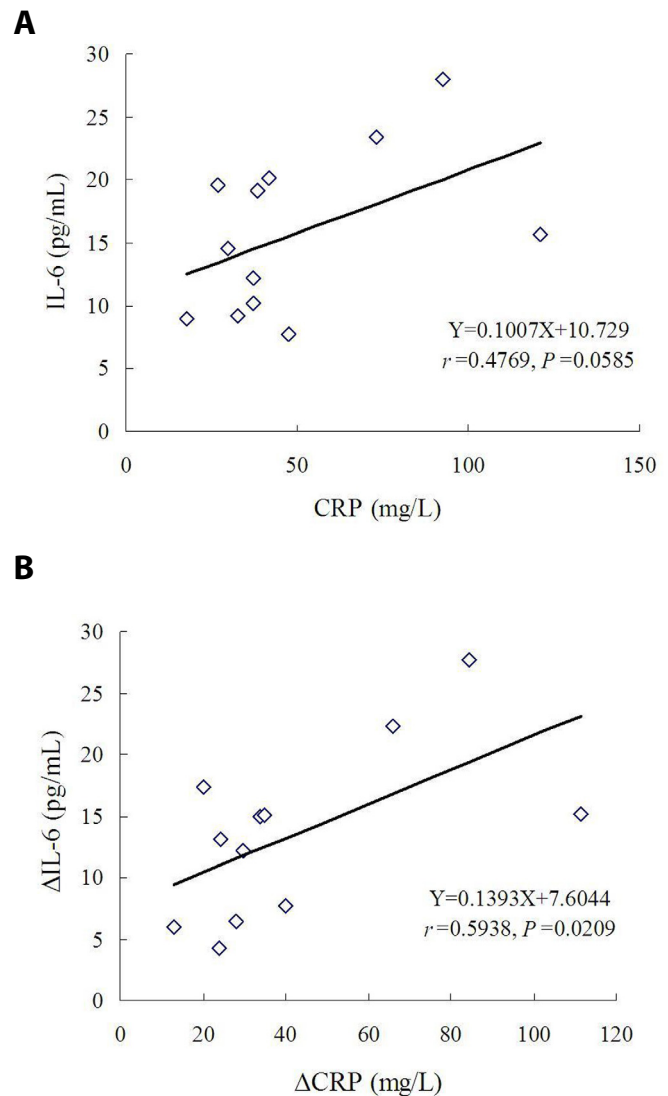 A
30
25
20
15
10
5
0
IL-6 (pg/mL)
Y=0.1007X+10.729
r=0.4769, P=0.0585
0 50 100 150
CRP (mg/L)
B
30
25
20
15
10
5
0
ΔIL-6 (pg/mL)
Y=0.1393X+7.6044
r=0.5938, P=0.0209
0 20 40 60 80 100 120
ΔCRP (mg/L)